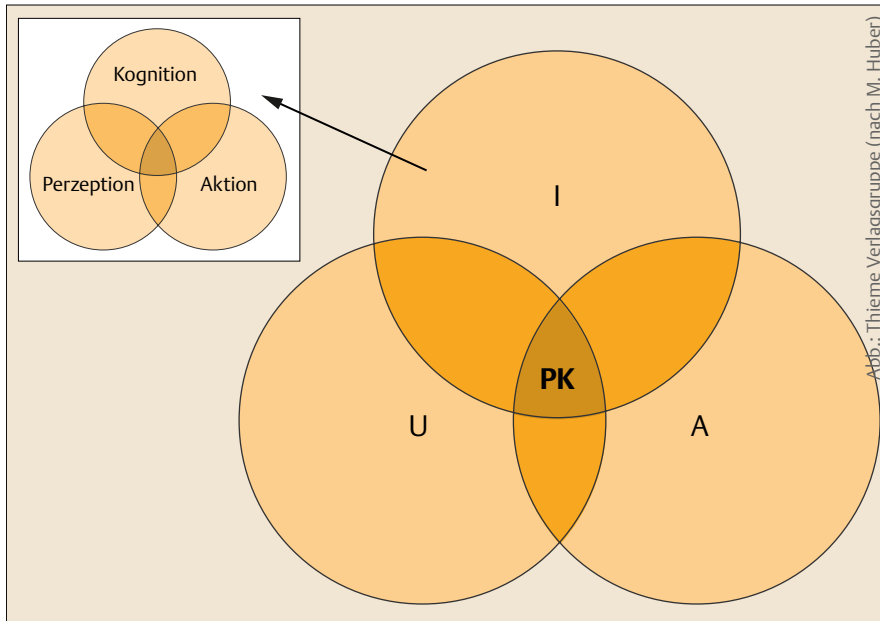 Kognition
Perzeption
Aktion
I
PK
U
A
Abb.: Thieme Verlagsgruppe (nach M. Huber)